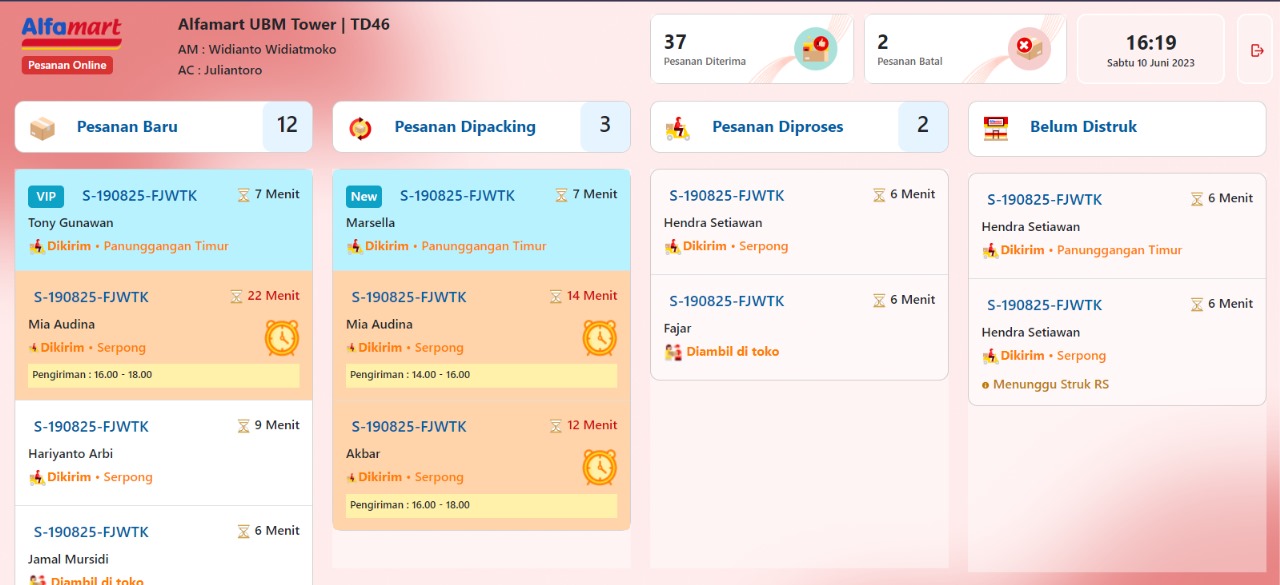 Alfamart
Pesanan Online
Alfamart UBM Tower | TD46
AM : Widianto Widiatmoko
AC : Juliantoro
37
Pesanan Diterima
2
Pesanan Batal
16:19
Sabtu 10 Juni 2023
Pesanan Baru 12
VIP S-190825-FJWTK 7 Menit
Tony Gunawan
Dikirim • Panunggangan Timur
S-190825-FJWTK 22 Menit
Mia Audina
Dikirim • Serpong
Pengiriman : 16.00 - 18.00
S-190825-FJWTK 9 Menit
Hariyanto Arbi
Dikirim • Serpong
S-190825-FJWTK 6 Menit
Jamal Mursidi
Diambil di toko
Pesanan Dipacking 3
New S-190825-FJWTK 7 Menit
Marsella
Dikirim • Panunggangan Timur
S-190825-FJWTK 14 Menit
Mia Audina
Dikirim • Serpong
Pengiriman : 14.00 - 16.00
S-190825-FJWTK 12 Menit
Akbar
Dikirim • Serpong
Pengiriman : 16.00 - 18.00
Pesanan Diproses 2
S-190825-FJWTK 6 Menit
Hendra Setiawan
Dikirim • Serpong
S-190825-FJWTK 6 Menit
Fajar
Diambil di toko
Belum Distruk
S-190825-FJWTK 6 Menit
Hendra Setiawan
Dikirim • Panunggangan Timur
S-190825-FJWTK 6 Menit
Hendra Setiawan
Dikirim • Serpong
Menunggu Struk RS